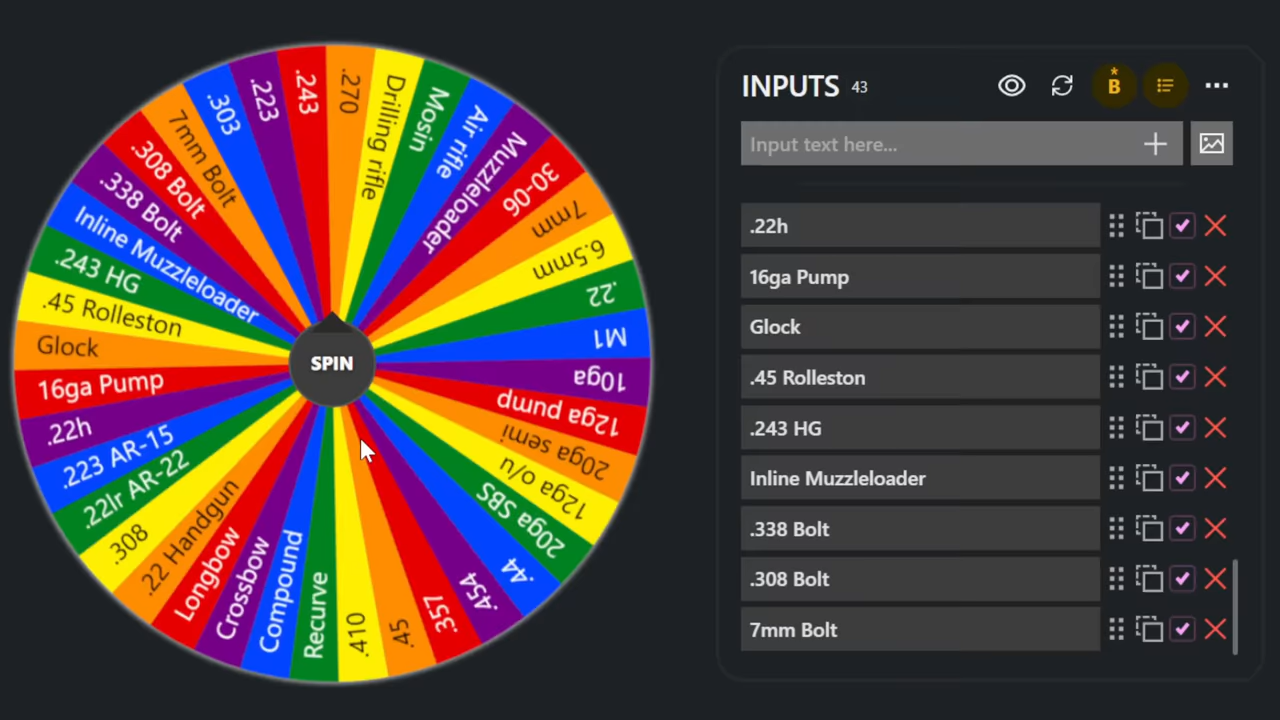 .303
.223
.243
.270
Drilling rifle
Mosin
Air rifle
Muzzleloader
30-06
7mm
6.5mm
.22
M1
10ga
12ga pump
20ga semi
12ga o/u
20ga SBS
.44
.454
.357
.45
.410
Recurve
Compound
Crossbow
Longbow
.22 Handgun
.308
.22lr AR-22
.223 AR-15
.22h
16ga Pump
Glock
.45 Rolleston
.243 HG
Inline Muzzleloader
.338 Bolt
.308 Bolt
7mm Bolt
SPIN
INPUTS 43
B
*
Input text here...
.22h
16ga Pump
Glock
.45 Rolleston
.243 HG
Inline Muzzleloader
.338 Bolt
.308 Bolt
7mm Bolt